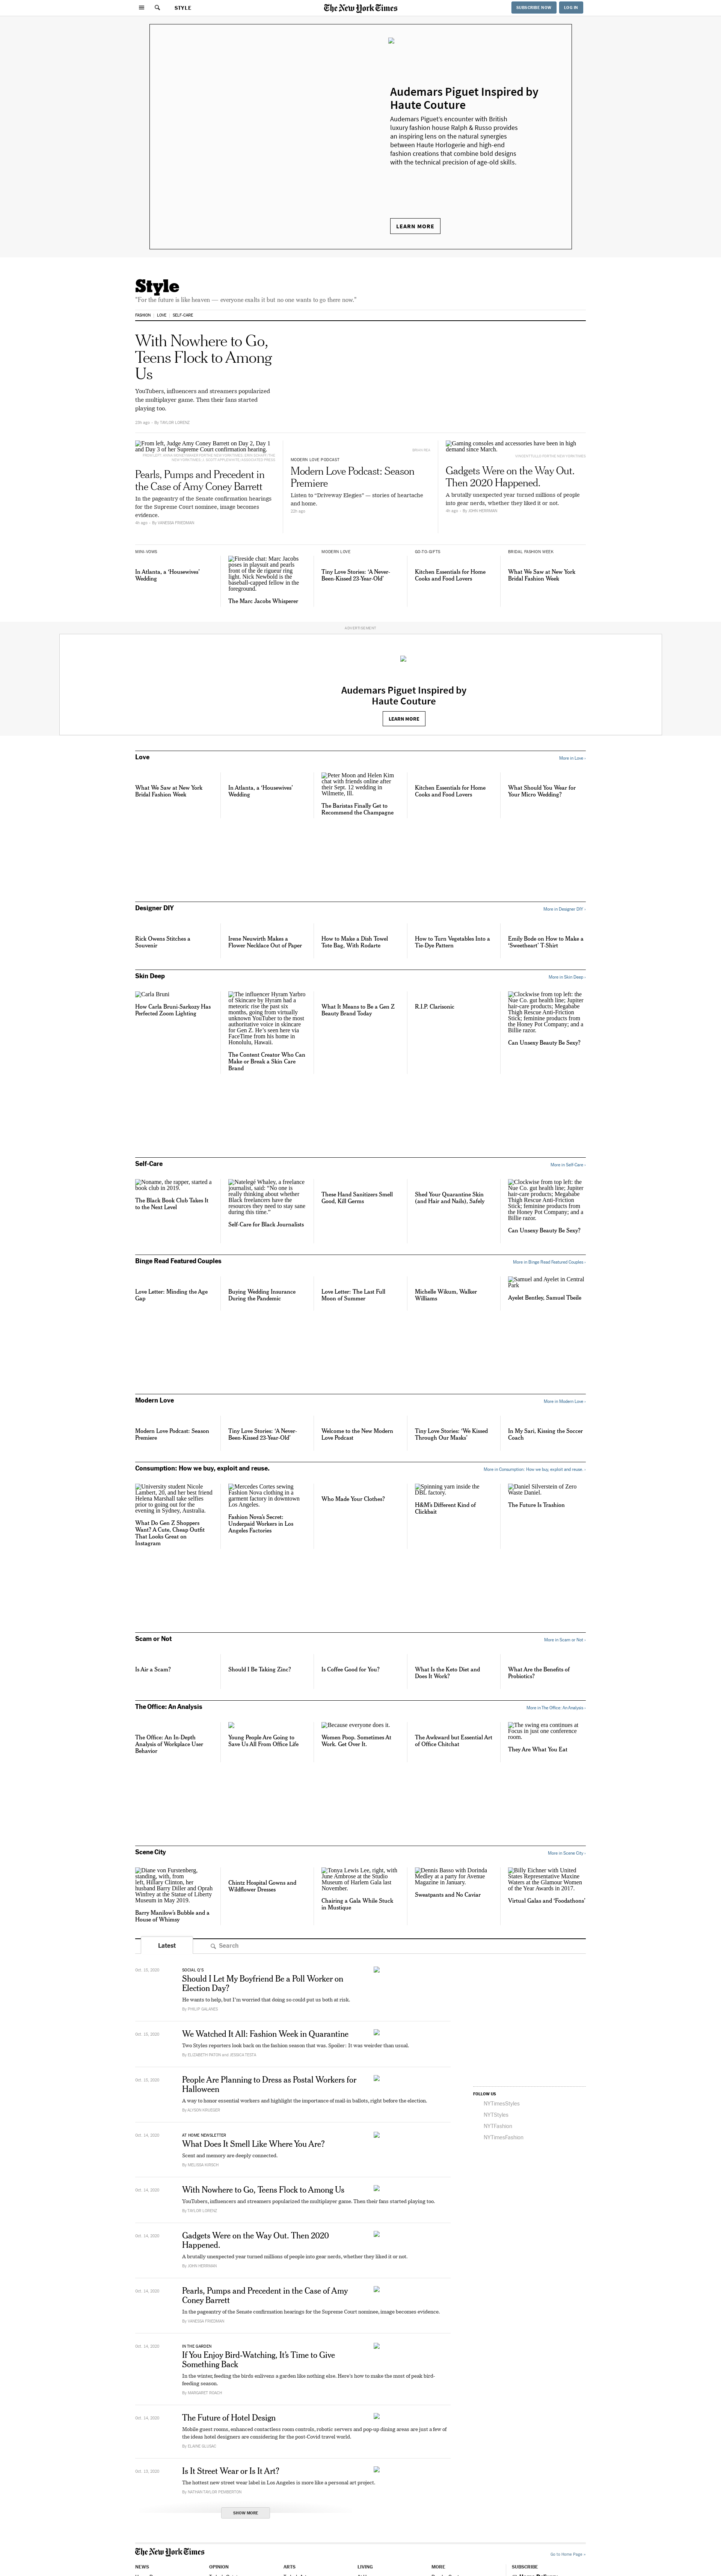 STYLE
The New York Times
SUBSCRIBE NOW
LOG IN
Audemars Piguet Inspired by
Haute Couture
Audemars Piguet's encounter with British
luxury fashion house Ralph & Russo provides
an inspiring lens on the natural synergies
between Haute Horlogerie and high-end
fashion creations that combine bold designs
with the technical precision of age-old skills.
LEARN MORE
Style
"For the future is like heaven — everyone exalts it but no one wants to go there now."
FASHION
LOVE
SELF-CARE
With Nowhere to Go,
Teens Flock to Among
Us
YouTubers, influencers and streamers popularized
the multiplayer game. Then their fans started
playing too.
By TAYLOR LORENZ
From left, Judge Amy Coney Barrett on Day 2, Day 1
and Day 3 of her Supreme Court confirmation hearing.
Pearls, Pumps and Precedent in
the Case of Amy Coney Barrett
In the pageantry of the Senate confirmation hearings
for the Supreme Court nominee, image becomes
evidence.
4h ago · By VANESSA FRIEDMAN
MODERN LOVE PODCAST
Modern Love Podcast: Season
Premiere
Listen to "Driveway Elegies" — stories of heartache
and home.
Gaming consoles and accessories have been in high
demand since March.
Gadgets Were on the Way Out.
Then 2020 Happened.
A brutally unexpected year turned millions of people
into gear nerds, whether they liked it or not.
4h ago · By JOHN HERRMAN
MINI-VOWS
In Atlanta, a 'Housewives'
Wedding
Fireside chat: Marc Jacobs
poses in playsuit and pearls
front of the de rigueur ring
light. Nick Newbold is the
baseball-capped fellow in the
foreground.
The Marc Jacobs Whisperer
MODERN LOVE
Tiny Love Stories: 'A Never-
Been-Kissed 23-Year-Old'
GO-TO-GIFTS
Kitchen Essentials for Home
Cooks and Food Lovers
BRIDAL FASHION WEEK
What We Saw at New York
Bridal Fashion Week
ADVERTISEMENT
Audemars Piguet Inspired by
Haute Couture
LEARN MORE
Love
More in Love ›
What We Saw at New York
Bridal Fashion Week
In Atlanta, a 'Housewives'
Wedding
Peter Moon and Helen Kim
chat with friends online after
their Sept. 12 wedding in
Wilmette, Ill.
The Baristas Finally Get to
Recommend the Champagne
Kitchen Essentials for Home
Cooks and Food Lovers
What Should You Wear for
Your Micro Wedding?
Designer DIY
More in Designer DIY ›
Rick Owens Stitches a
Souvenir
Irene Neuwirth Makes a
Flower Necklace Out of Paper
How to Make a Dish Towel
Tote Bag, With Rodarte
How to Turn Vegetables Into a
Tie-Dye Pattern
Emily Bode on How to Make a
'Sweetheart' T-Shirt
Skin Deep
More in Skin Deep ›
Carla Bruni
How Carla Bruni-Sarkozy Has
Perfected Zoom Lighting
The influencer Hyram Yarbro
of Skincare by Hyram had a
meteoric rise the past six
months, going from virtually
unknown YouTuber to the most
authoritative voice in skincare
for Gen Z. He's seen here via
FaceTime from his home in
Honolulu, Hawaii.
The Content Creator Who Can
Make or Break a Skin Care
Brand
What It Means to Be a Gen Z
Beauty Brand Today
R.I.P. Clarisonic
Clockwise from top left: the
Nue Co. gut health line; Jupiter
hair-care products; Megababe
Thigh Rescue Anti-Friction
Stick; feminine products from
the Honey Pot Company; and a
Billie razor.
Can Unsexy Beauty Be Sexy?
Self-Care
More in Self-Care ›
Noname, the rapper, started a
book club in 2019.
The Black Book Club Takes It
to the Next Level
Natelegé Whaley, a freelance
journalist, said: "No one is
really thinking about whether
Black freelancers have the
resources they need to stay sane
during this time."
Self-Care for Black Journalists
These Hand Sanitizers Smell
Good, Kill Germs
Shed Your Quarantine Skin
(and Hair and Nails), Safely
Clockwise from top left: the
Nue Co. gut health line; Jupiter
hair-care products; Megababe
Thigh Rescue Anti-Friction
Stick; feminine products from
the Honey Pot Company; and a
Billie razor.
Can Unsexy Beauty Be Sexy?
Binge Read Featured Couples
More in Binge Read Featured Couples ›
Love Letter: Minding the Age
Gap
Buying Wedding Insurance
During the Pandemic
Love Letter: The Last Full
Moon of Summer
Michelle Wikum, Walker
Williams
Samuel and Ayelet in Central
Park
Ayelet Bentley, Samuel Theile
Modern Love
More in Modern Love ›
Modern Love Podcast: Season
Premiere
Tiny Love Stories: 'A Never-
Been-Kissed 23-Year-Old'
Welcome to the New Modern
Love Podcast
Tiny Love Stories: 'We Kissed
Through Our Masks'
In My Sari, Kissing the Soccer
Coach
Consumption: How we buy, exploit and reuse.
More in Consumption: How we buy, exploit and reuse. ›
University student Nicole
Lambert, 20, and her best friend
Helena Marshall take selfies
prior to going out for the
evening in Sydney, Australia.
What Do Gen Z Shoppers
Want? A Cute, Cheap Outfit
That Looks Great on
Instagram
Mercedes Cortes sewing
Fashion Nova clothing in a
garment factory in downtown
Los Angeles.
Fashion Nova's Secret:
Underpaid Workers in Los
Angeles Factories
Who Made Your Clothes?
Spinning yarn inside the
DBL factory.
H&M's Different Kind of
Clickbait
Daniel Silverstein of Zero
Waste Daniel.
The Future Is Trashion
Scam or Not
More in Scam or Not ›
Is Air a Scam?
Should I Be Taking Zinc?
Is Coffee Good for You?
What Is the Keto Diet and
Does It Work?
What Are the Benefits of
Probiotics?
The Office: An Analysis
More in The Office: An Analysis ›
The Office: An In-Depth
Analysis of Workplace User
Behavior
Young People Are Going to
Save Us All From Office Life
Because everyone does it.
Women Poop. Sometimes At
Work. Get Over It.
The Awkward but Essential Art
of Office Chitchat
The swing era continues at
Focus in just one conference
room.
They Are What You Eat
Scene City
More in Scene City ›
Diane von Furstenberg,
standing, with, from
left, Hillary Clinton, her
husband Barry Diller and Oprah
Winfrey at the Statue of Liberty
Museum in May 2019.
Barry Manilow's Bubble and a
House of Whimsy
Chintz Hospital Gowns and
Wildflower Dresses
Tonya Lewis Lee, right, with
June Ambrose at the Studio
Museum of Harlem Gala last
November.
Chairing a Gala While Stuck
in Mustique
Dennis Basso with Dorinda
Medley at a party for Avenue
Magazine in January.
Sweatpants and No Caviar
Billy Eichner with United
States Representative Maxine
Waters at the Glamour Women
of the Year Awards in 2017.
Virtual Galas and 'Foodathons'
Latest
Search
Oct. 15, 2020
SOCIAL Q'S
Should I Let My Boyfriend Be a Poll Worker on
Election Day?
He wants to help, but I'm worried that doing so could put us both at risk.
By PHILIP GALANES
Oct. 15, 2020
We Watched It All: Fashion Week in Quarantine
Two Styles reporters look back on the fashion season that was. Spoiler: It was weirder than usual.
By ELIZABETH PATON and JESSICA TESTA
Oct. 15, 2020
People Are Planning to Dress as Postal Workers for
Halloween
A way to honor essential workers and highlight the importance of mail in ballots, right before the election.
By ALYSON KRUEGER
FOLLOW US
NYTimesStyles
NYTStyles
NYTFashion
NYTimesFashion
Oct. 14, 2020
AT HOME NEWSLETTER
What Does It Smell Like Where You Are?
Scent and memory are deeply connected.
By MELISSA KIRSCH
Oct. 14, 2020
With Nowhere to Go, Teens Flock to Among Us
YouTubers, influencers and streamers popularized the multiplayer game. Then their fans started playing too.
By TAYLOR LORENZ
Oct. 14, 2020
Gadgets Were on the Way Out. Then 2020
Happened.
A brutally unexpected year turned millions of people into gear nerds, whether they liked it or not.
By JOHN HERRMAN
Oct. 14, 2020
Pearls, Pumps and Precedent in the Case of Amy
Coney Barrett
In the pageantry of the Senate confirmation hearings for the Supreme Court nominee, image becomes evidence.
By VANESSA FRIEDMAN
Oct. 14, 2020
IN THE GARDEN
If You Enjoy Bird-Watching, It's Time to Give
Something Back
In the winter, feeding the birds enlivens a garden like nothing else. Here's how to make the most of peak bird-
feeding season.
By MARGARET ROACH
Oct. 14, 2020
The Future of Hotel Design
Mobile guest rooms, enhanced contactless room controls, robotic servers and pop-up dining areas are just a few of
the ideas hotel designers are considering for the post-Covid travel world.
By ELAINE GLUSAC
Oct. 13, 2020
Is It Street Wear or Is It Art?
The hottest new street wear label in Los Angeles is more like a personal art project.
By NATHAN TAYLOR PEMBERTON
SHOW MORE
The New York Times
Go to Home Page »
NEWS
OPINION
ARTS
LIVING
MORE
SUBSCRIBE